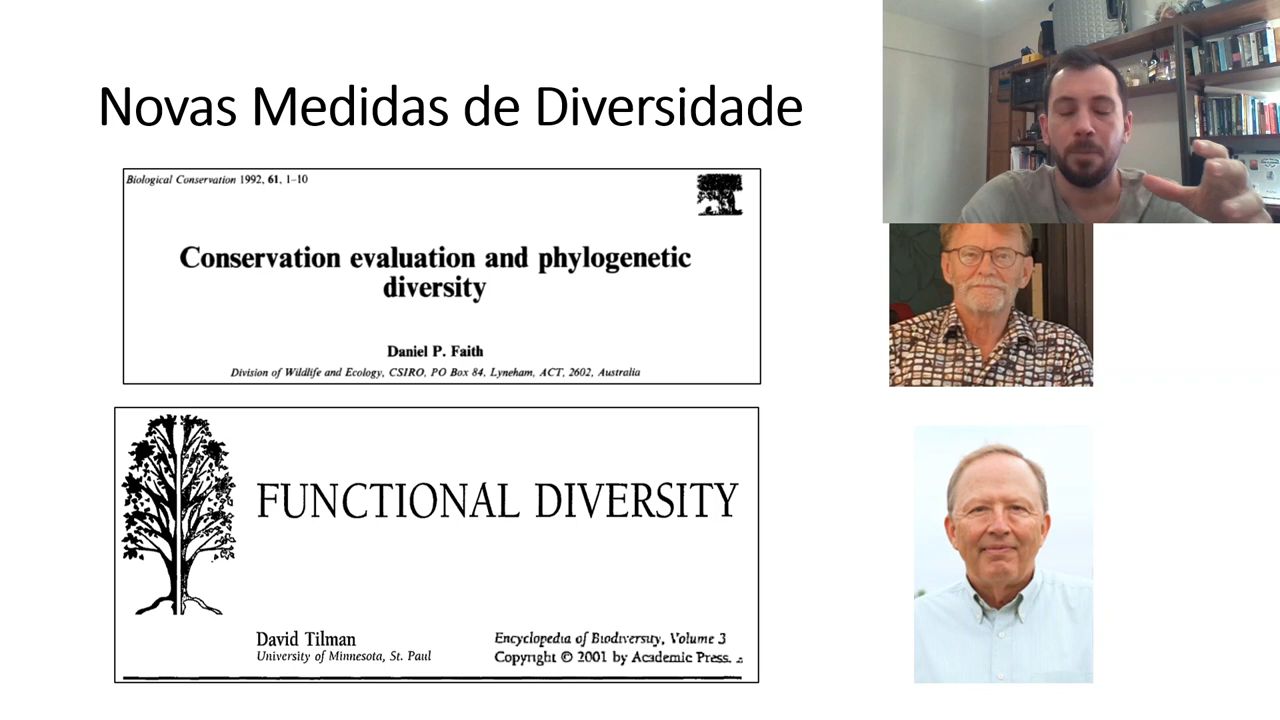 Novas Medidas de Diversidade
Biological Conservation 1992, 61, 1–10
Conservation evaluation and phylogenetic
diversity
Daniel P. Faith
Division of Wildlife and Ecology, CSIRO, PO Box 84, Lyneham, ACT, 2602, Australia
FUNCTIONAL DIVERSITY
David Tilman
University of Minnesota, St. Paul
Encyclopedia of Biodiversity, Volume 3
Copyright © 2001 by Academic Press.